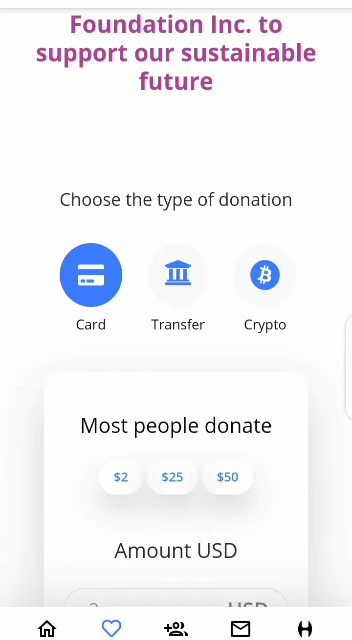 Foundation Inc. to
support our sustainable
future
Choose the type of donation
Card Transfer Crypto
Most people donate
$2 $25 $50
Amount USD
USD